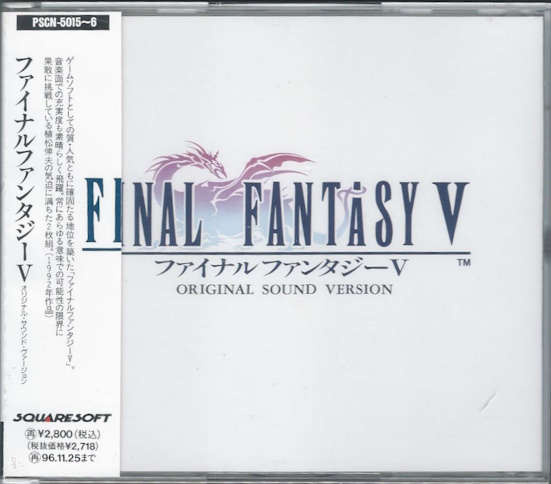 PSCN-5015〜6
ファイナルファンタジーV
オリジナル・サウンド・ヴァージョン
ゲームソフトとしての質・人気ともに確固たる地位を築いた「ファイナルファンタジーV」。
音楽面での充実度も素晴らしく飛躍。常にあらゆる意味での可能性の限界に
果敢に挑戦している植松伸夫の気迫に満ちた2枚組。(1992年作品)
SQUARESOFT
再¥2,800(税込)
(税抜価格¥2,718)
再96.11.25まで
FINAL FANTASY V
ファイナルファンタジーV
TM
ORIGINAL SOUND VERSION